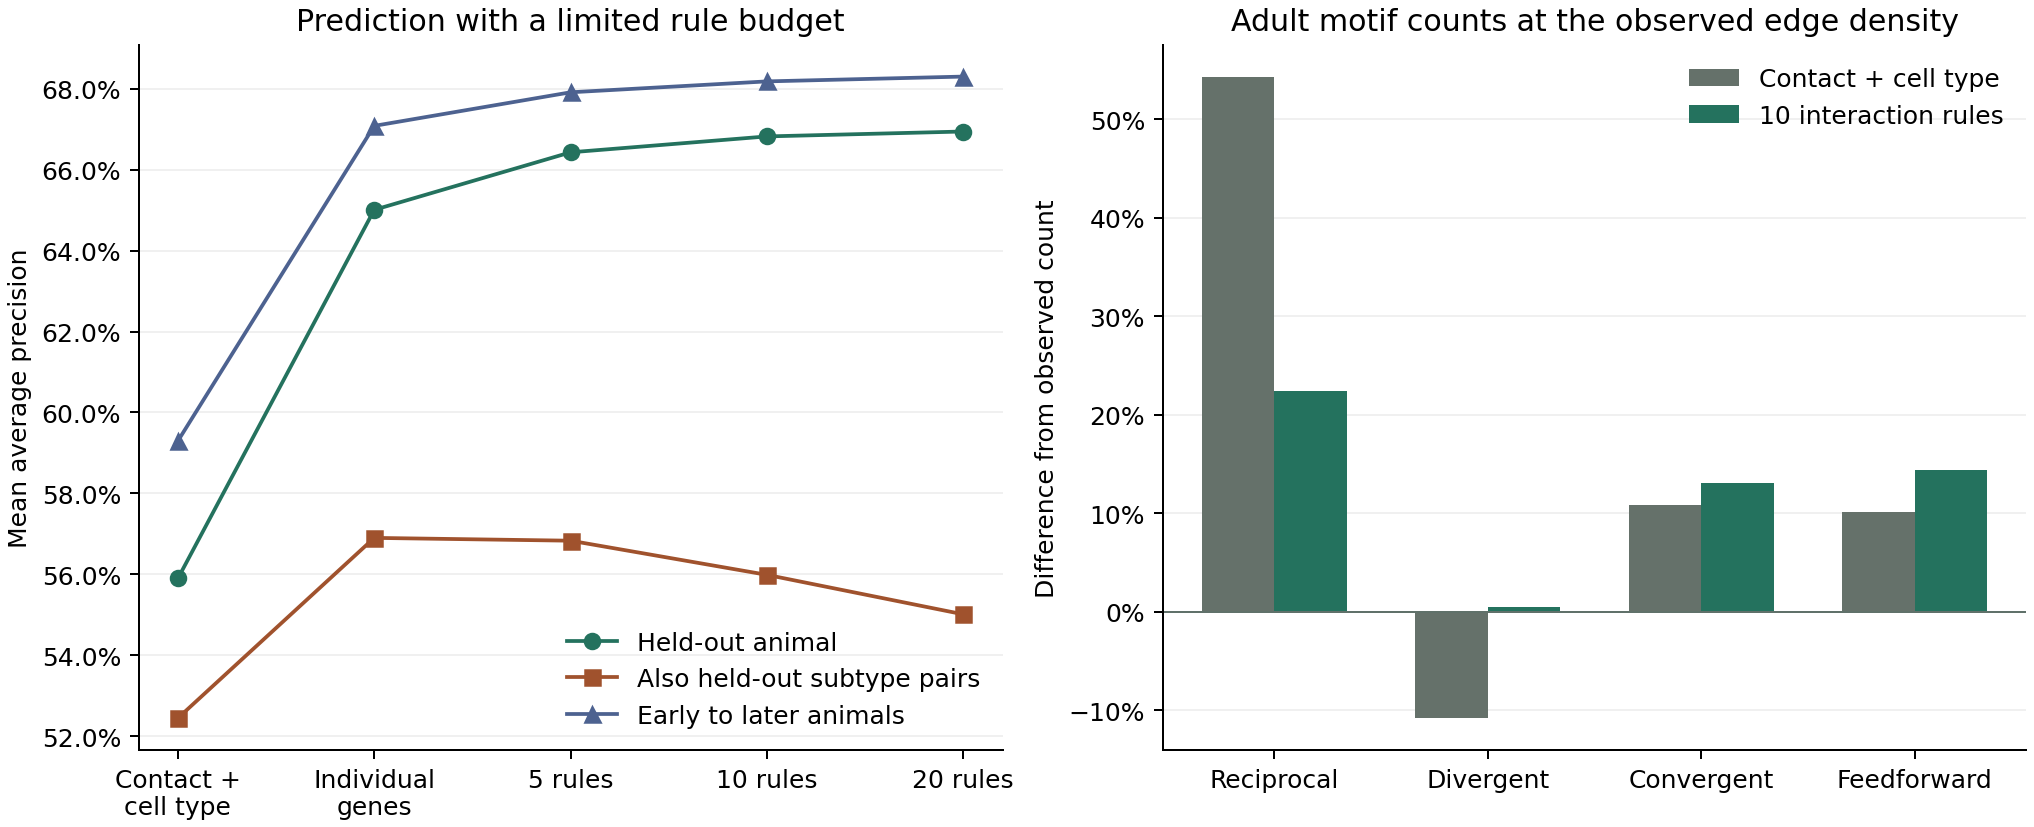 Prediction with a limited rule budget
Mean average precision
68.0%
66.0%
64.0%
62.0%
60.0%
58.0%
56.0%
54.0%
52.0%
Contact +
cell type
Individual
genes
5 rules
10 rules
20 rules
Held-out animal
Also held-out subtype pairs
Early to later animals
Adult motif counts at the observed edge density
Difference from observed count
50%
40%
30%
20%
10%
0%
−10%
Reciprocal
Divergent
Convergent
Feedforward
Contact + cell type
10 interaction rules